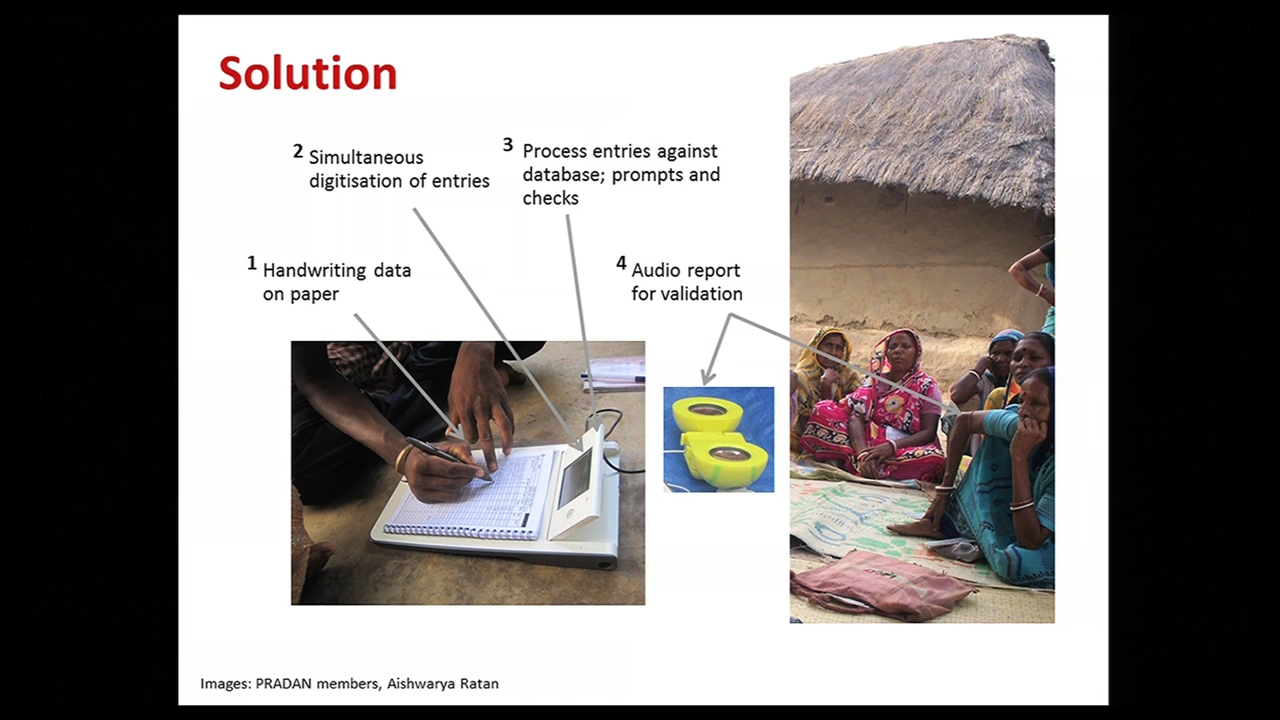 Solution
1 Handwriting data
on paper
2 Simultaneous
digitisation of entries
3 Process entries against
database; prompts and
checks
4 Audio report
for validation
Images: PRADAN members, Aishwarya Ratan